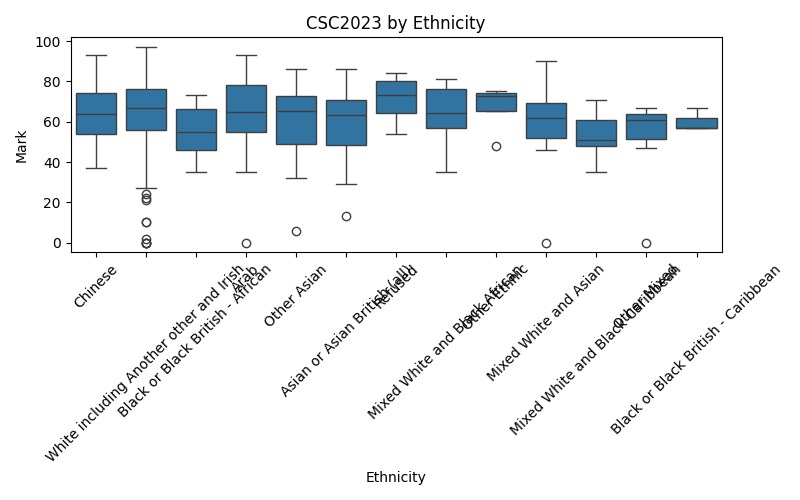 CSC2023 by Ethnicity
Mark
100
80
60
40
20
0
Chinese
White including Another other and Irish
Black or Black British - African
Arab
Other Asian
Asian or Asian British (all)
Refused
Mixed White and Black African
Other Ethnic
Mixed White and Asian
Mixed White and Black Caribbean
Other Mixed
Black or Black British - Caribbean
Ethnicity